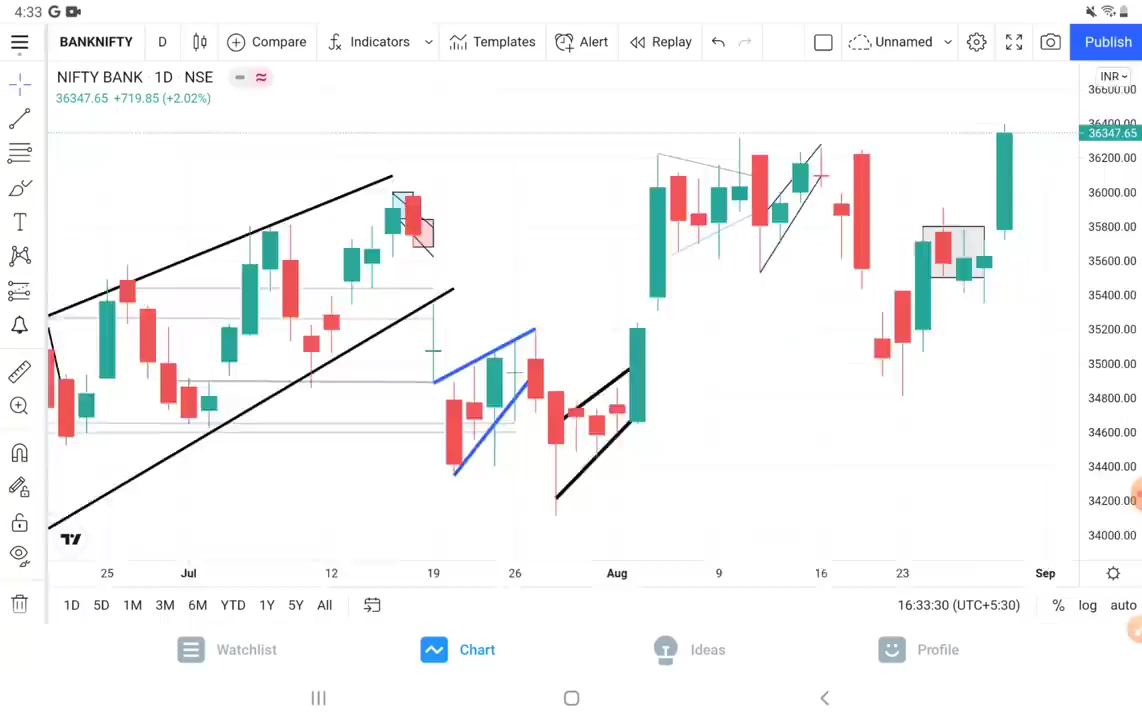 4:33 G
BANKNIFTY D Compare Indicators Templates Alert Replay Unnamed Publish
NIFTY BANK 1D NSE
36347.65 +719.85 (+2.02%)
INR
36600.00
36400.00
36347.65
36200.00
36000.00
35800.00
35600.00
35400.00
35200.00
35000.00
34800.00
34600.00
34400.00
34200.00
34000.00
25 Jul 12 19 26 Aug 9 16 23 Sep
1D 5D 1M 3M 6M YTD 1Y 5Y All 16:33:30 (UTC+5:30) % log auto
Watchlist Chart Ideas Profile